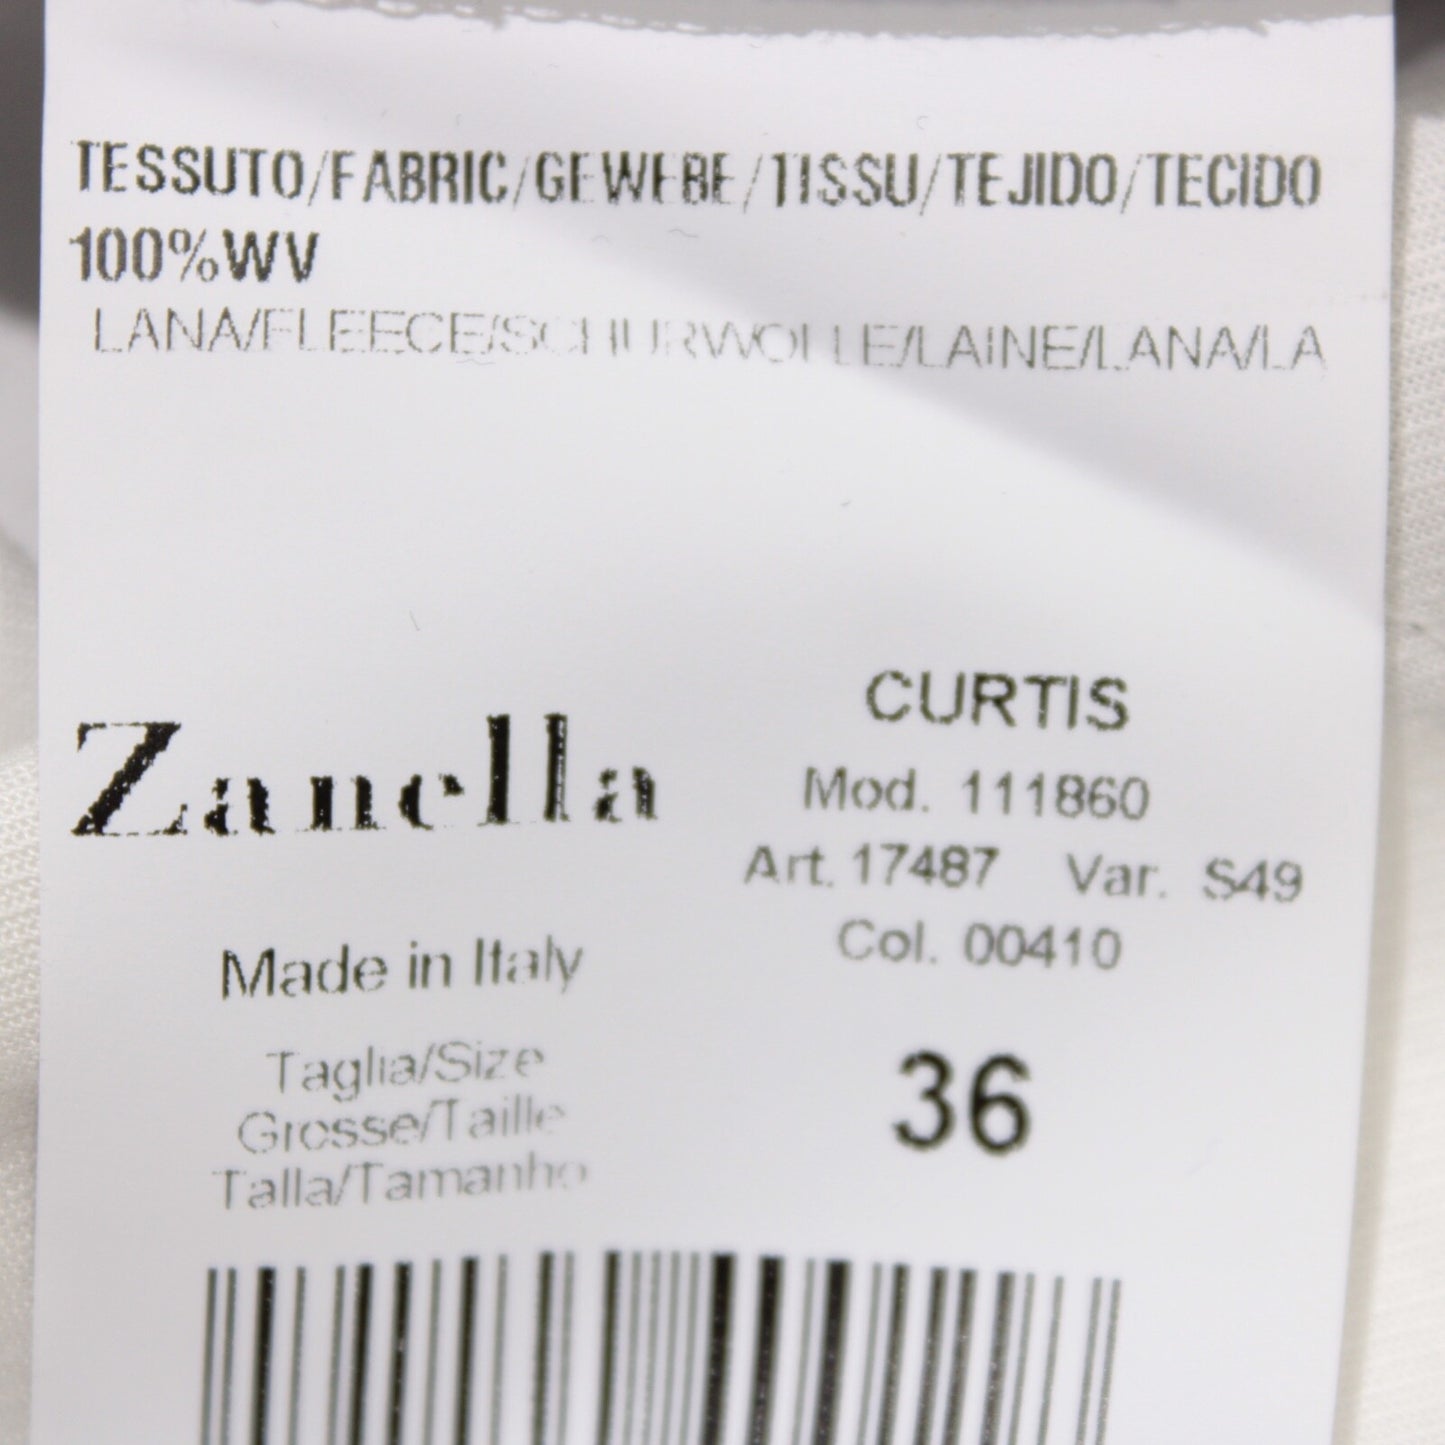 TESSUTO/FABRIC/GEWEBE/TISSU/TEJIDO/TECIDO
100%WV
LANA/FLEECE/SCHURWOLLE/LAINE/LANA/LA
Zanella
CURTIS
Mod. 111860
Art. 17487 Var. S49
Col. 00410
Made in Italy
Taglia/Size
Grosse/Taille
Talla/Tamanho
36